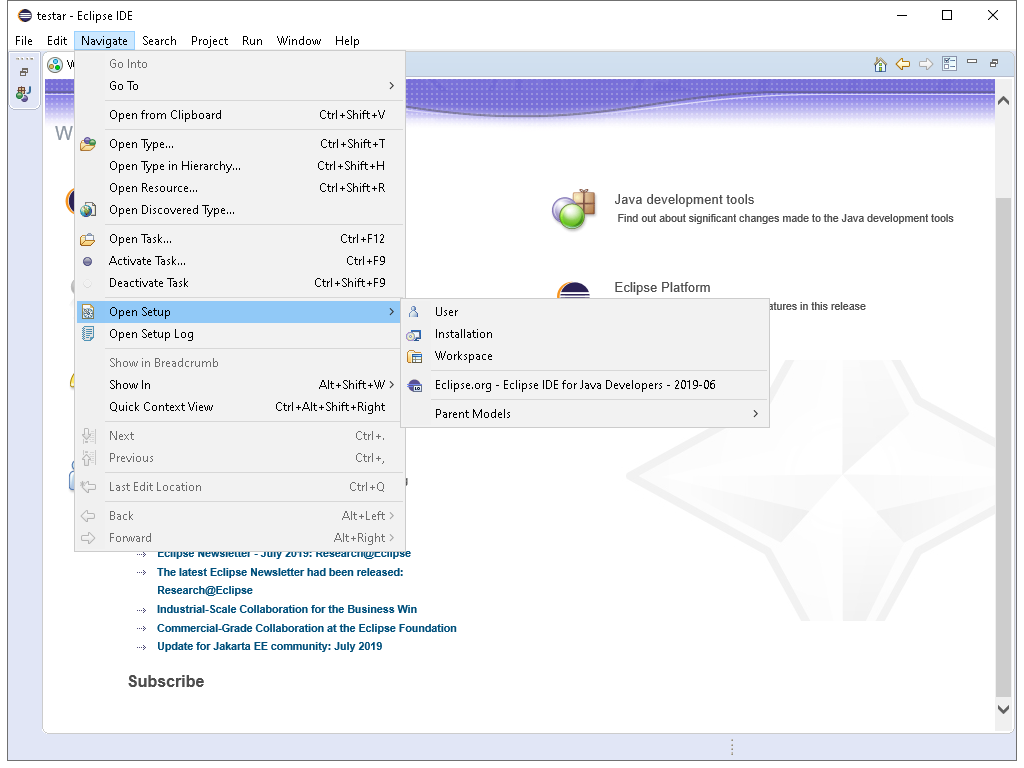 testar - Eclipse IDE
File Edit Navigate Search Project Run Window Help
Go Into
Go To
Open from Clipboard Ctrl+Shift+V
Open Type... Ctrl+Shift+T
Open Type in Hierarchy... Ctrl+Shift+H
Open Resource... Ctrl+Shift+R
Open Discovered Type...
Open Task... Ctrl+F12
Activate Task... Ctrl+F9
Deactivate Task Ctrl+Shift+F9
Open Setup
Open Setup Log
Show in Breadcrumb
Show In Alt+Shift+W
Quick Context View Ctrl+Alt+Shift+Right
Next Ctrl+.
Previous Ctrl+,
Last Edit Location Ctrl+Q
Back Alt+Left
Forward Alt+Right
User
Installation
Workspace
Eclipse.org - Eclipse IDE for Java Developers - 2019-06
Parent Models
W
Java development tools
Find out about significant changes made to the Java development tools
Eclipse Platform
atures in this release
Eclipse Newsletter - July 2019: Research@Eclipse
The latest Eclipse Newsletter had been released:
Research@Eclipse
Industrial-Scale Collaboration for the Business Win
Commercial-Grade Collaboration at the Eclipse Foundation
Update for Jakarta EE community: July 2019
Subscribe